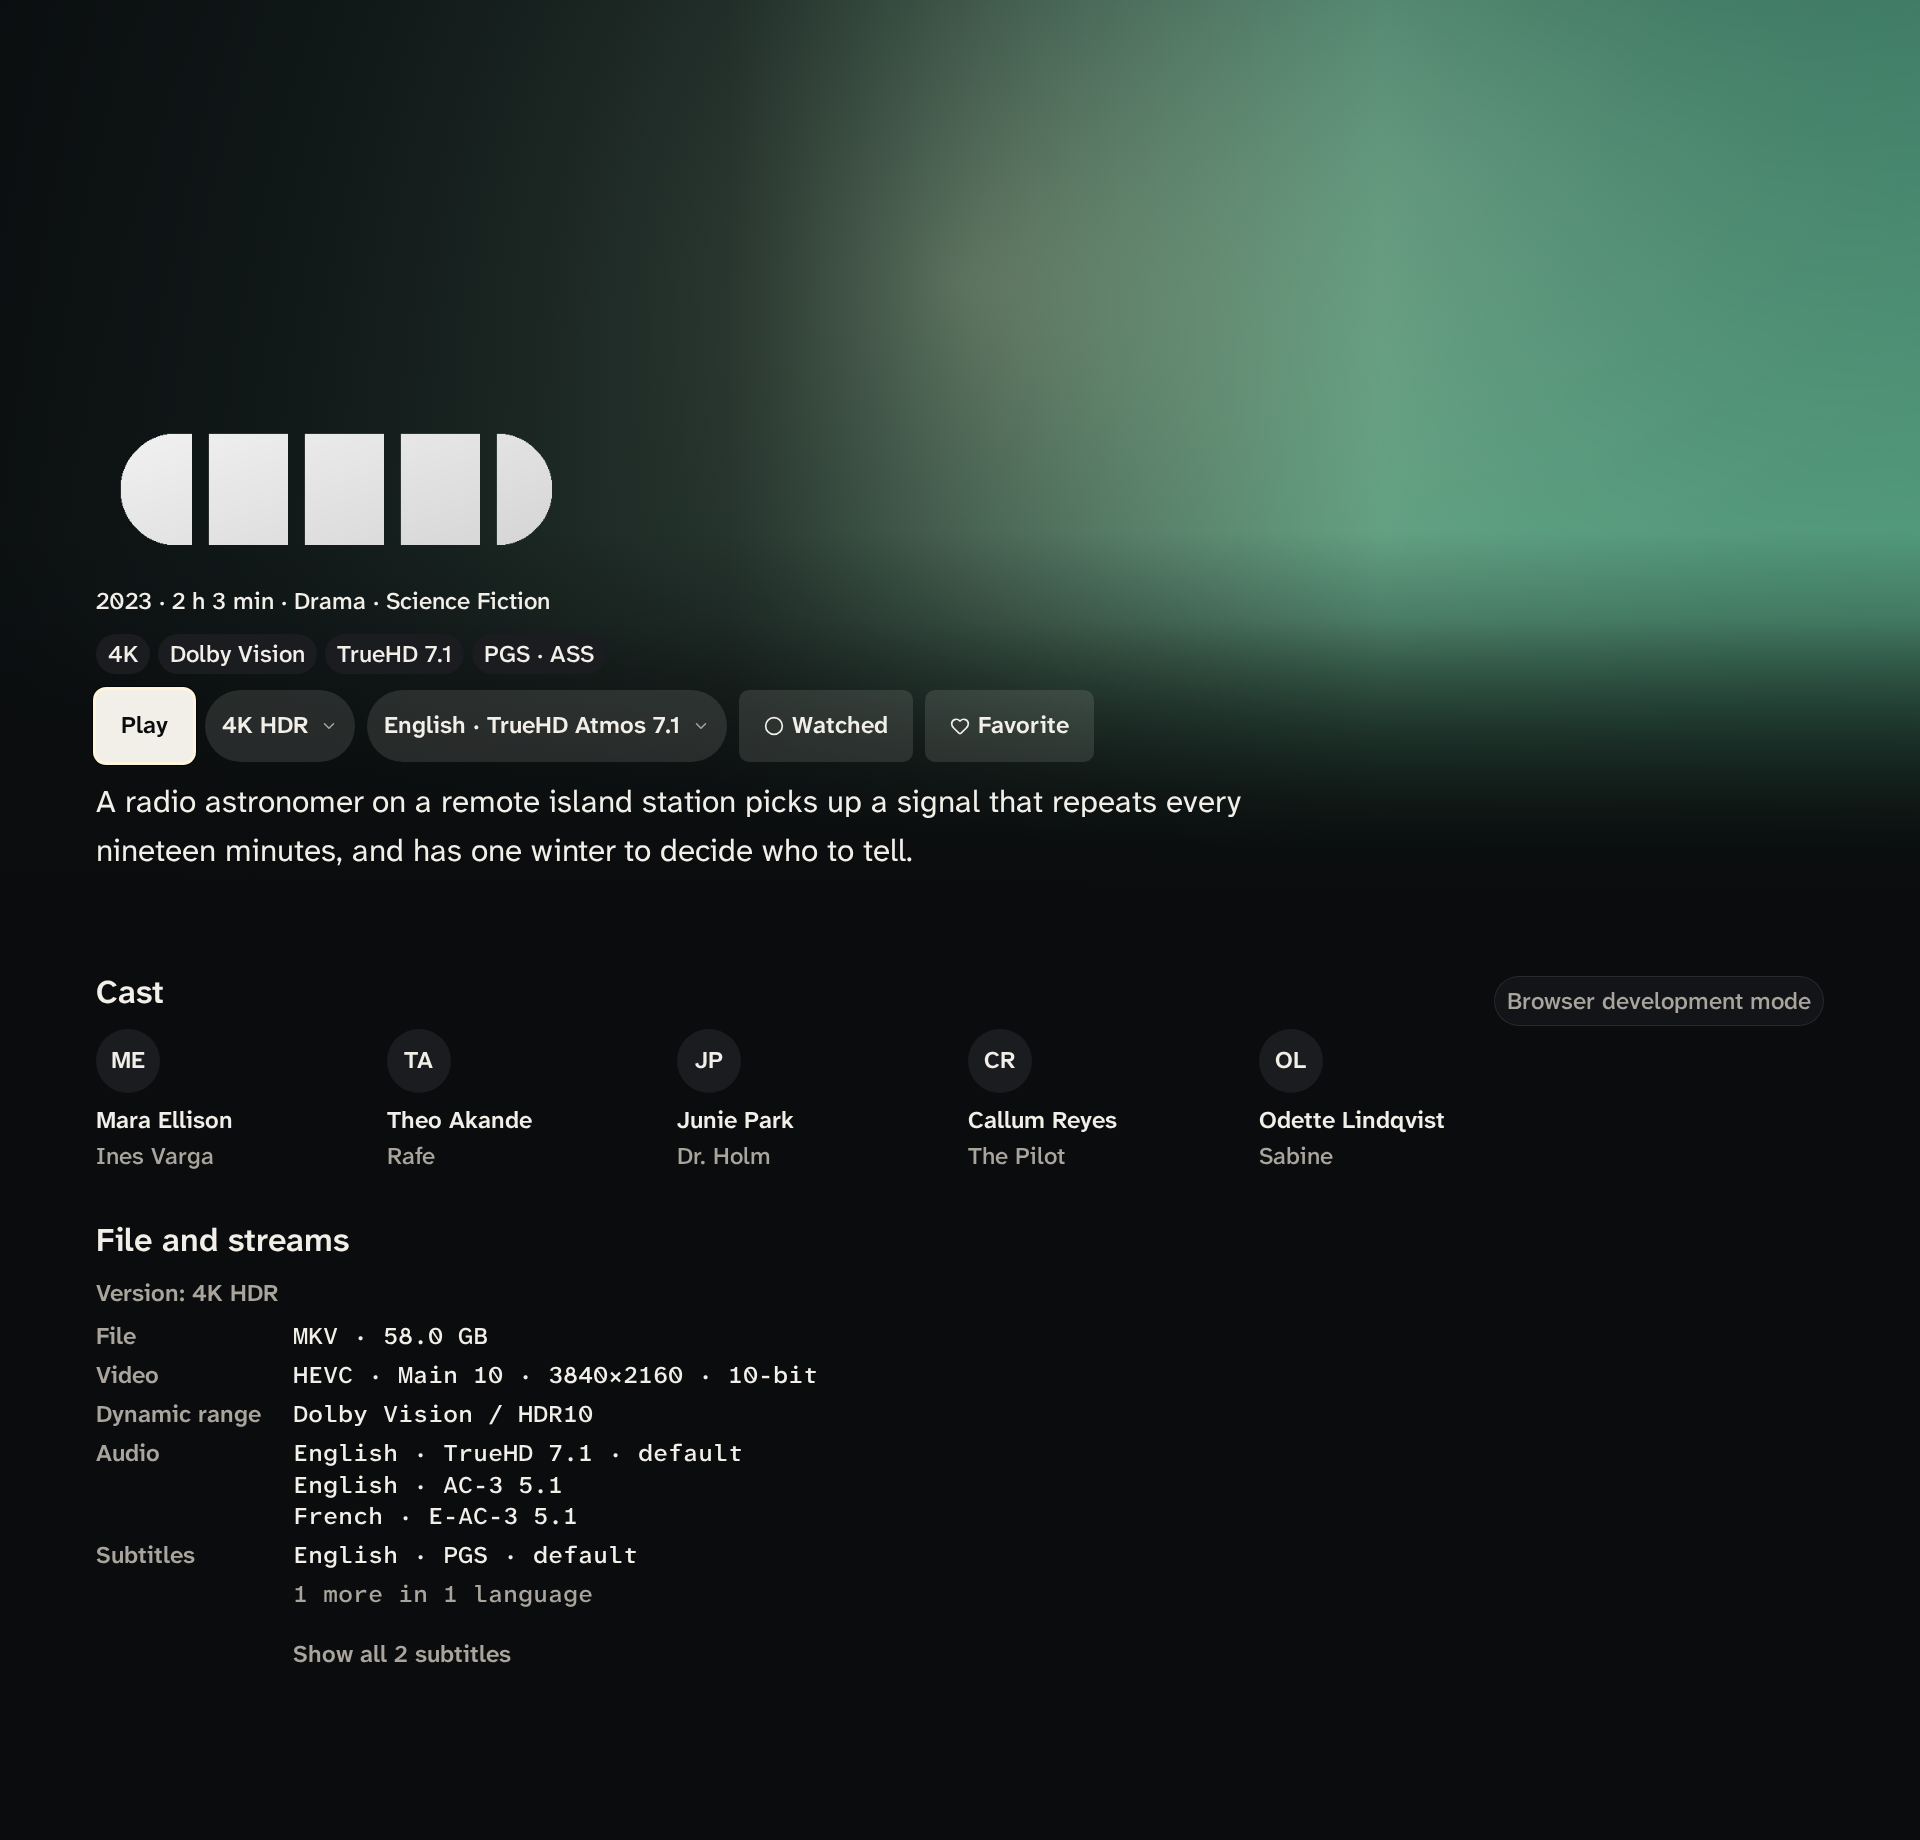 2023 · 2 h 3 min · Drama · Science Fiction
4K Dolby Vision TrueHD 7.1 PGS · ASS
Play 4K HDR English · TrueHD Atmos 7.1 Watched Favorite
A radio astronomer on a remote island station picks up a signal that repeats every
nineteen minutes, and has one winter to decide who to tell.
Cast
Browser development mode
ME TA JP CR OL
Mara Ellison Theo Akande Junie Park Callum Reyes Odette Lindqvist
Ines Varga Rafe Dr. Holm The Pilot Sabine
File and streams
Version: 4K HDR
File MKV · 58.0 GB
Video HEVC · Main 10 · 3840×2160 · 10-bit
Dynamic range Dolby Vision / HDR10
Audio English · TrueHD 7.1 · default
English · AC-3 5.1
French · E-AC-3 5.1
Subtitles English · PGS · default
1 more in 1 language
Show all 2 subtitles